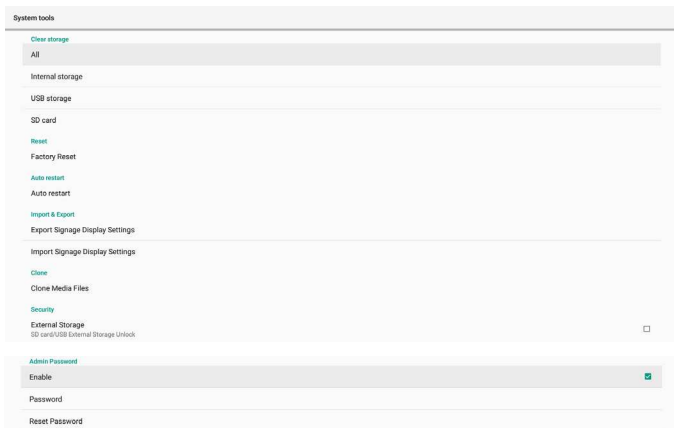 System tools
Clear storage
All
Internal storage
USB storage
SD card
Reset
Factory Reset
Auto restart
Auto restart
Import & Export
Export Signage Display Settings
Import Signage Display Settings
Clone
Clone Media Files
Security
External Storage
SD card/USB External Storage Unlock
Admin Password
Enable
Password
Reset Password